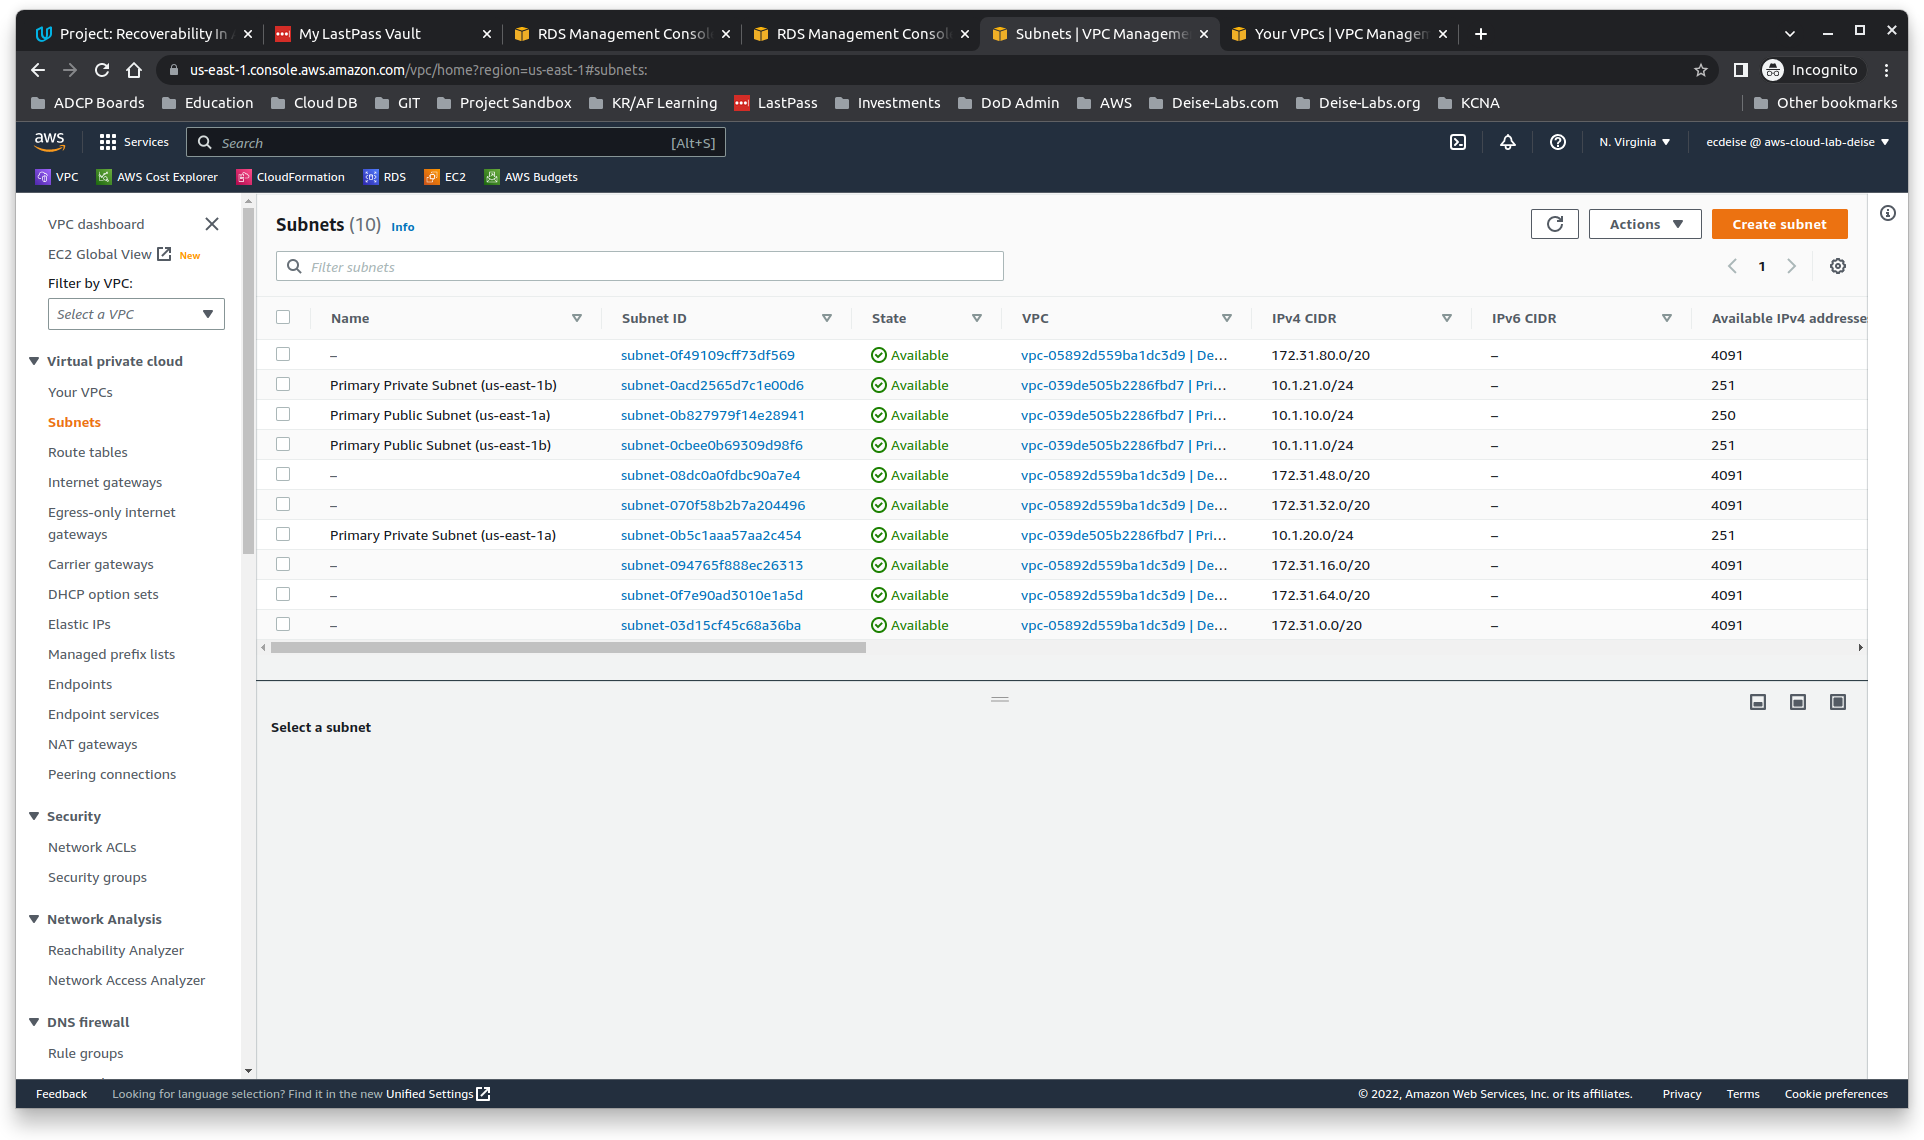 Project: Recoverability In A
My LastPass Vault
RDS Management Consol
RDS Management Consol
Subnets | VPC Manageme
Your VPCs | VPC Managem
us-east-1.console.aws.amazon.com/vpc/home?region=us-east-1#subnets:
Incognito
ADCP Boards Education Cloud DB GIT Project Sandbox KR/AF Learning LastPass Investments DoD Admin AWS Deise-Labs.com Deise-Labs.org KCNA Other bookmarks
aws Services Search [Alt+S] N. Virginia ecdeise @ aws-cloud-lab-deise
VPC AWS Cost Explorer CloudFormation RDS EC2 AWS Budgets
VPC dashboard
EC2 Global View New
Filter by VPC:
Select a VPC
Virtual private cloud
Your VPCs
Subnets
Route tables
Internet gateways
Egress-only internet
gateways
Carrier gateways
DHCP option sets
Elastic IPs
Managed prefix lists
Endpoints
Endpoint services
NAT gateways
Peering connections
Security
Network ACLs
Security groups
Network Analysis
Reachability Analyzer
Network Access Analyzer
DNS firewall
Rule groups
Subnets (10) Info
Actions Create subnet
Filter subnets
1
Name Subnet ID State VPC IPv4 CIDR IPv6 CIDR Available IPv4 addresse
– subnet-0f49109cff73df569 Available vpc-05892d559ba1dc3d9 | De... 172.31.80.0/20 – 4091
Primary Private Subnet (us-east-1b) subnet-0acd2565d7c1e00d6 Available vpc-039de505b2286fbd7 | Pri... 10.1.21.0/24 – 251
Primary Public Subnet (us-east-1a) subnet-0b827979f14e28941 Available vpc-039de505b2286fbd7 | Pri... 10.1.10.0/24 – 250
Primary Public Subnet (us-east-1b) subnet-0cbee0b69309d98f6 Available vpc-039de505b2286fbd7 | Pri... 10.1.11.0/24 – 251
– subnet-08dc0a0fdbc90a7e4 Available vpc-05892d559ba1dc3d9 | De... 172.31.48.0/20 – 4091
– subnet-070f58b2b7a204496 Available vpc-05892d559ba1dc3d9 | De... 172.31.32.0/20 – 4091
Primary Private Subnet (us-east-1a) subnet-0b5c1aaa57aa2c454 Available vpc-039de505b2286fbd7 | Pri... 10.1.20.0/24 – 251
– subnet-094765f888ec26313 Available vpc-05892d559ba1dc3d9 | De... 172.31.16.0/20 – 4091
– subnet-0f7e90ad3010e1a5d Available vpc-05892d559ba1dc3d9 | De... 172.31.64.0/20 – 4091
– subnet-03d15cf45c68a36ba Available vpc-05892d559ba1dc3d9 | De... 172.31.0.0/20 – 4091
Select a subnet
Feedback Looking for language selection? Find it in the new Unified Settings © 2022, Amazon Web Services, Inc. or its affiliates. Privacy Terms Cookie preferences